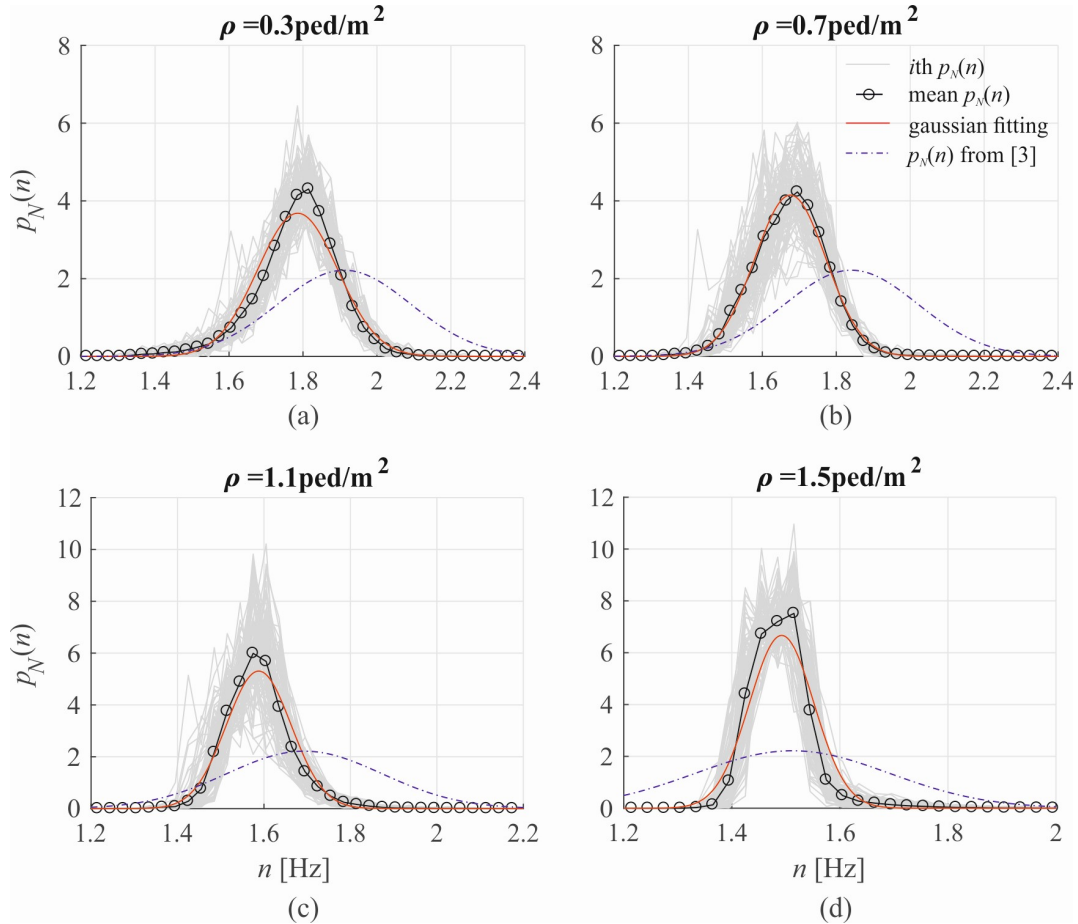 ρ =0.3ped/m²
8
6
4
2
0
p_N(n)
1.2 1.4 1.6 1.8 2 2.2 2.4
(a)
ρ =0.7ped/m²
ith p_N(n)
mean p_N(n)
gaussian fitting
p_N(n) from [3]
8
6
4
2
0
1.2 1.4 1.6 1.8 2 2.2 2.4
(b)
ρ =1.1ped/m²
12
10
8
6
4
2
0
p_N(n)
1.2 1.4 1.6 1.8 2 2.2
n [Hz]
(c)
ρ =1.5ped/m²
12
10
8
6
4
2
0
1.2 1.4 1.6 1.8 2
n [Hz]
(d)